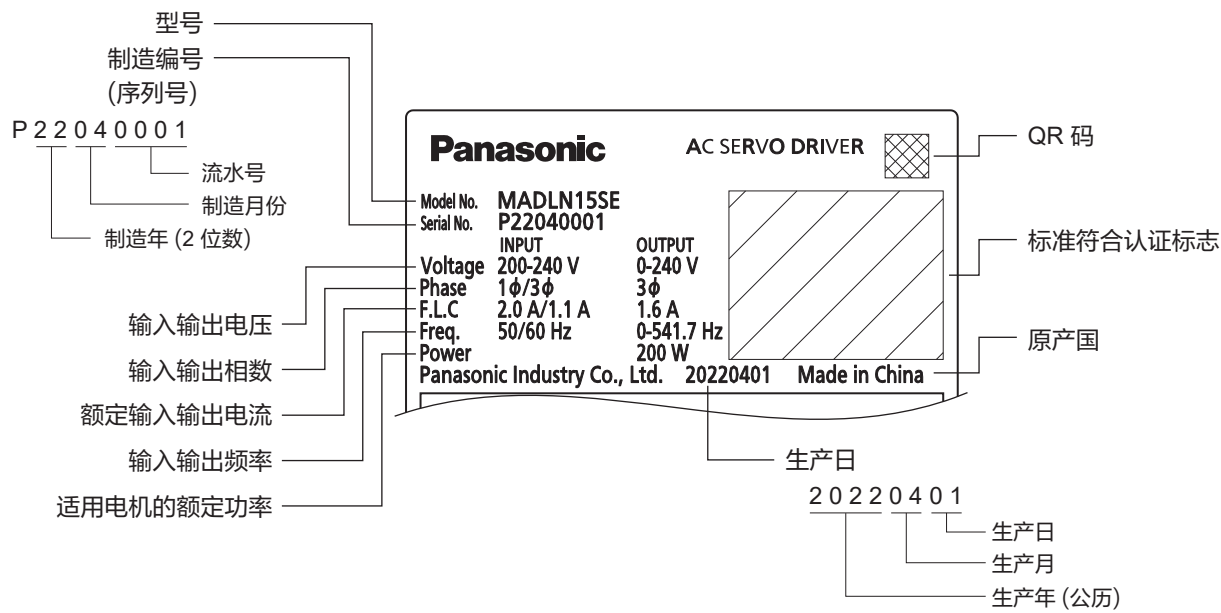 型号
制造编号
(序列号)
P22040001
流水号
制造月份
制造年 (2 位数)
输入输出电压
输入输出相数
额定输入输出电流
输入输出频率
适用电机的额定功率
Panasonic AC SERVO DRIVER
Model No. MADLN15SE
Serial No. P22040001
INPUT OUTPUT
Voltage 200-240 V 0-240 V
Phase 1ϕ/3ϕ 3ϕ
F.L.C 2.0 A/1.1 A 1.6 A
Freq. 50/60 Hz 0-541.7 Hz
Power 200 W
Panasonic Industry Co., Ltd. 20220401 Made in China
QR 码
标准符合认证标志
原产国
生产日
20220401
生产日
生产月
生产年 (公历)